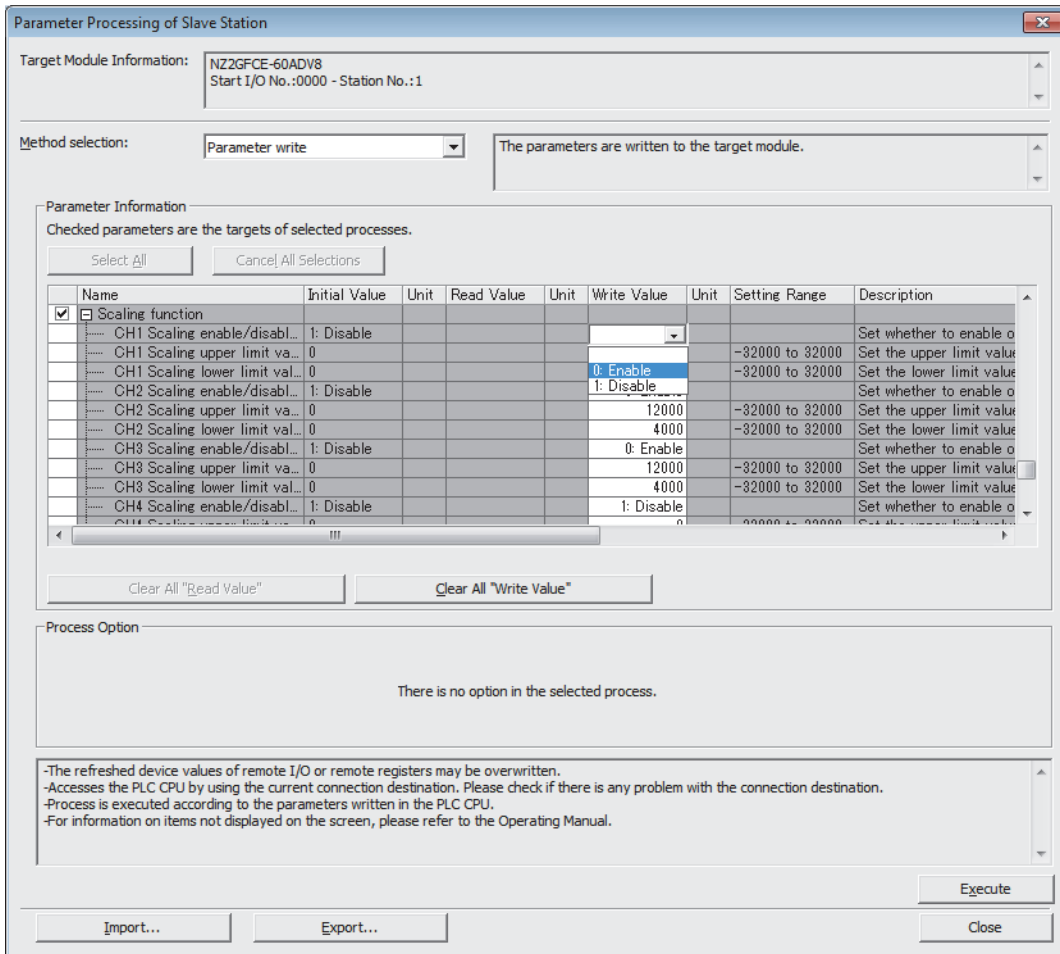 Parameter Processing of Slave Station
Target Module Information:
NZ2GFCE-60ADV8
Start I/O No.:0000 - Station No.:1
Method selection:
Parameter write
The parameters are written to the target module.
Parameter Information
Checked parameters are the targets of selected processes.
Select All
Cancel All Selections
Name Initial Value Unit Read Value Unit Write Value Unit Setting Range Description
Scaling function
CH1 Scaling enable/disabl... 1: Disable Set whether to enable o
CH1 Scaling upper limit va... 0 -32000 to 32000 Set the upper limit value
CH1 Scaling lower limit val... 0 0: Enable -32000 to 32000 Set the lower limit value
CH2 Scaling enable/disabl... 1: Disable 1: Disable Set whether to enable o
CH2 Scaling upper limit va... 0 12000 -32000 to 32000 Set the upper limit value
CH2 Scaling lower limit val... 0 4000 -32000 to 32000 Set the lower limit value
CH3 Scaling enable/disabl... 1: Disable 0: Enable Set whether to enable o
CH3 Scaling upper limit va... 0 12000 -32000 to 32000 Set the upper limit value
CH3 Scaling lower limit val... 0 4000 -32000 to 32000 Set the lower limit value
CH4 Scaling enable/disabl... 1: Disable 1: Disable Set whether to enable o
Clear All "Read Value"
Clear All "Write Value"
Process Option
There is no option in the selected process.
-The refreshed device values of remote I/O or remote registers may be overwritten.
-Accesses the PLC CPU by using the current connection destination. Please check if there is any problem with the connection destination.
-Process is executed according to the parameters written in the PLC CPU.
-For information on items not displayed on the screen, please refer to the Operating Manual.
Execute
Import...
Export...
Close